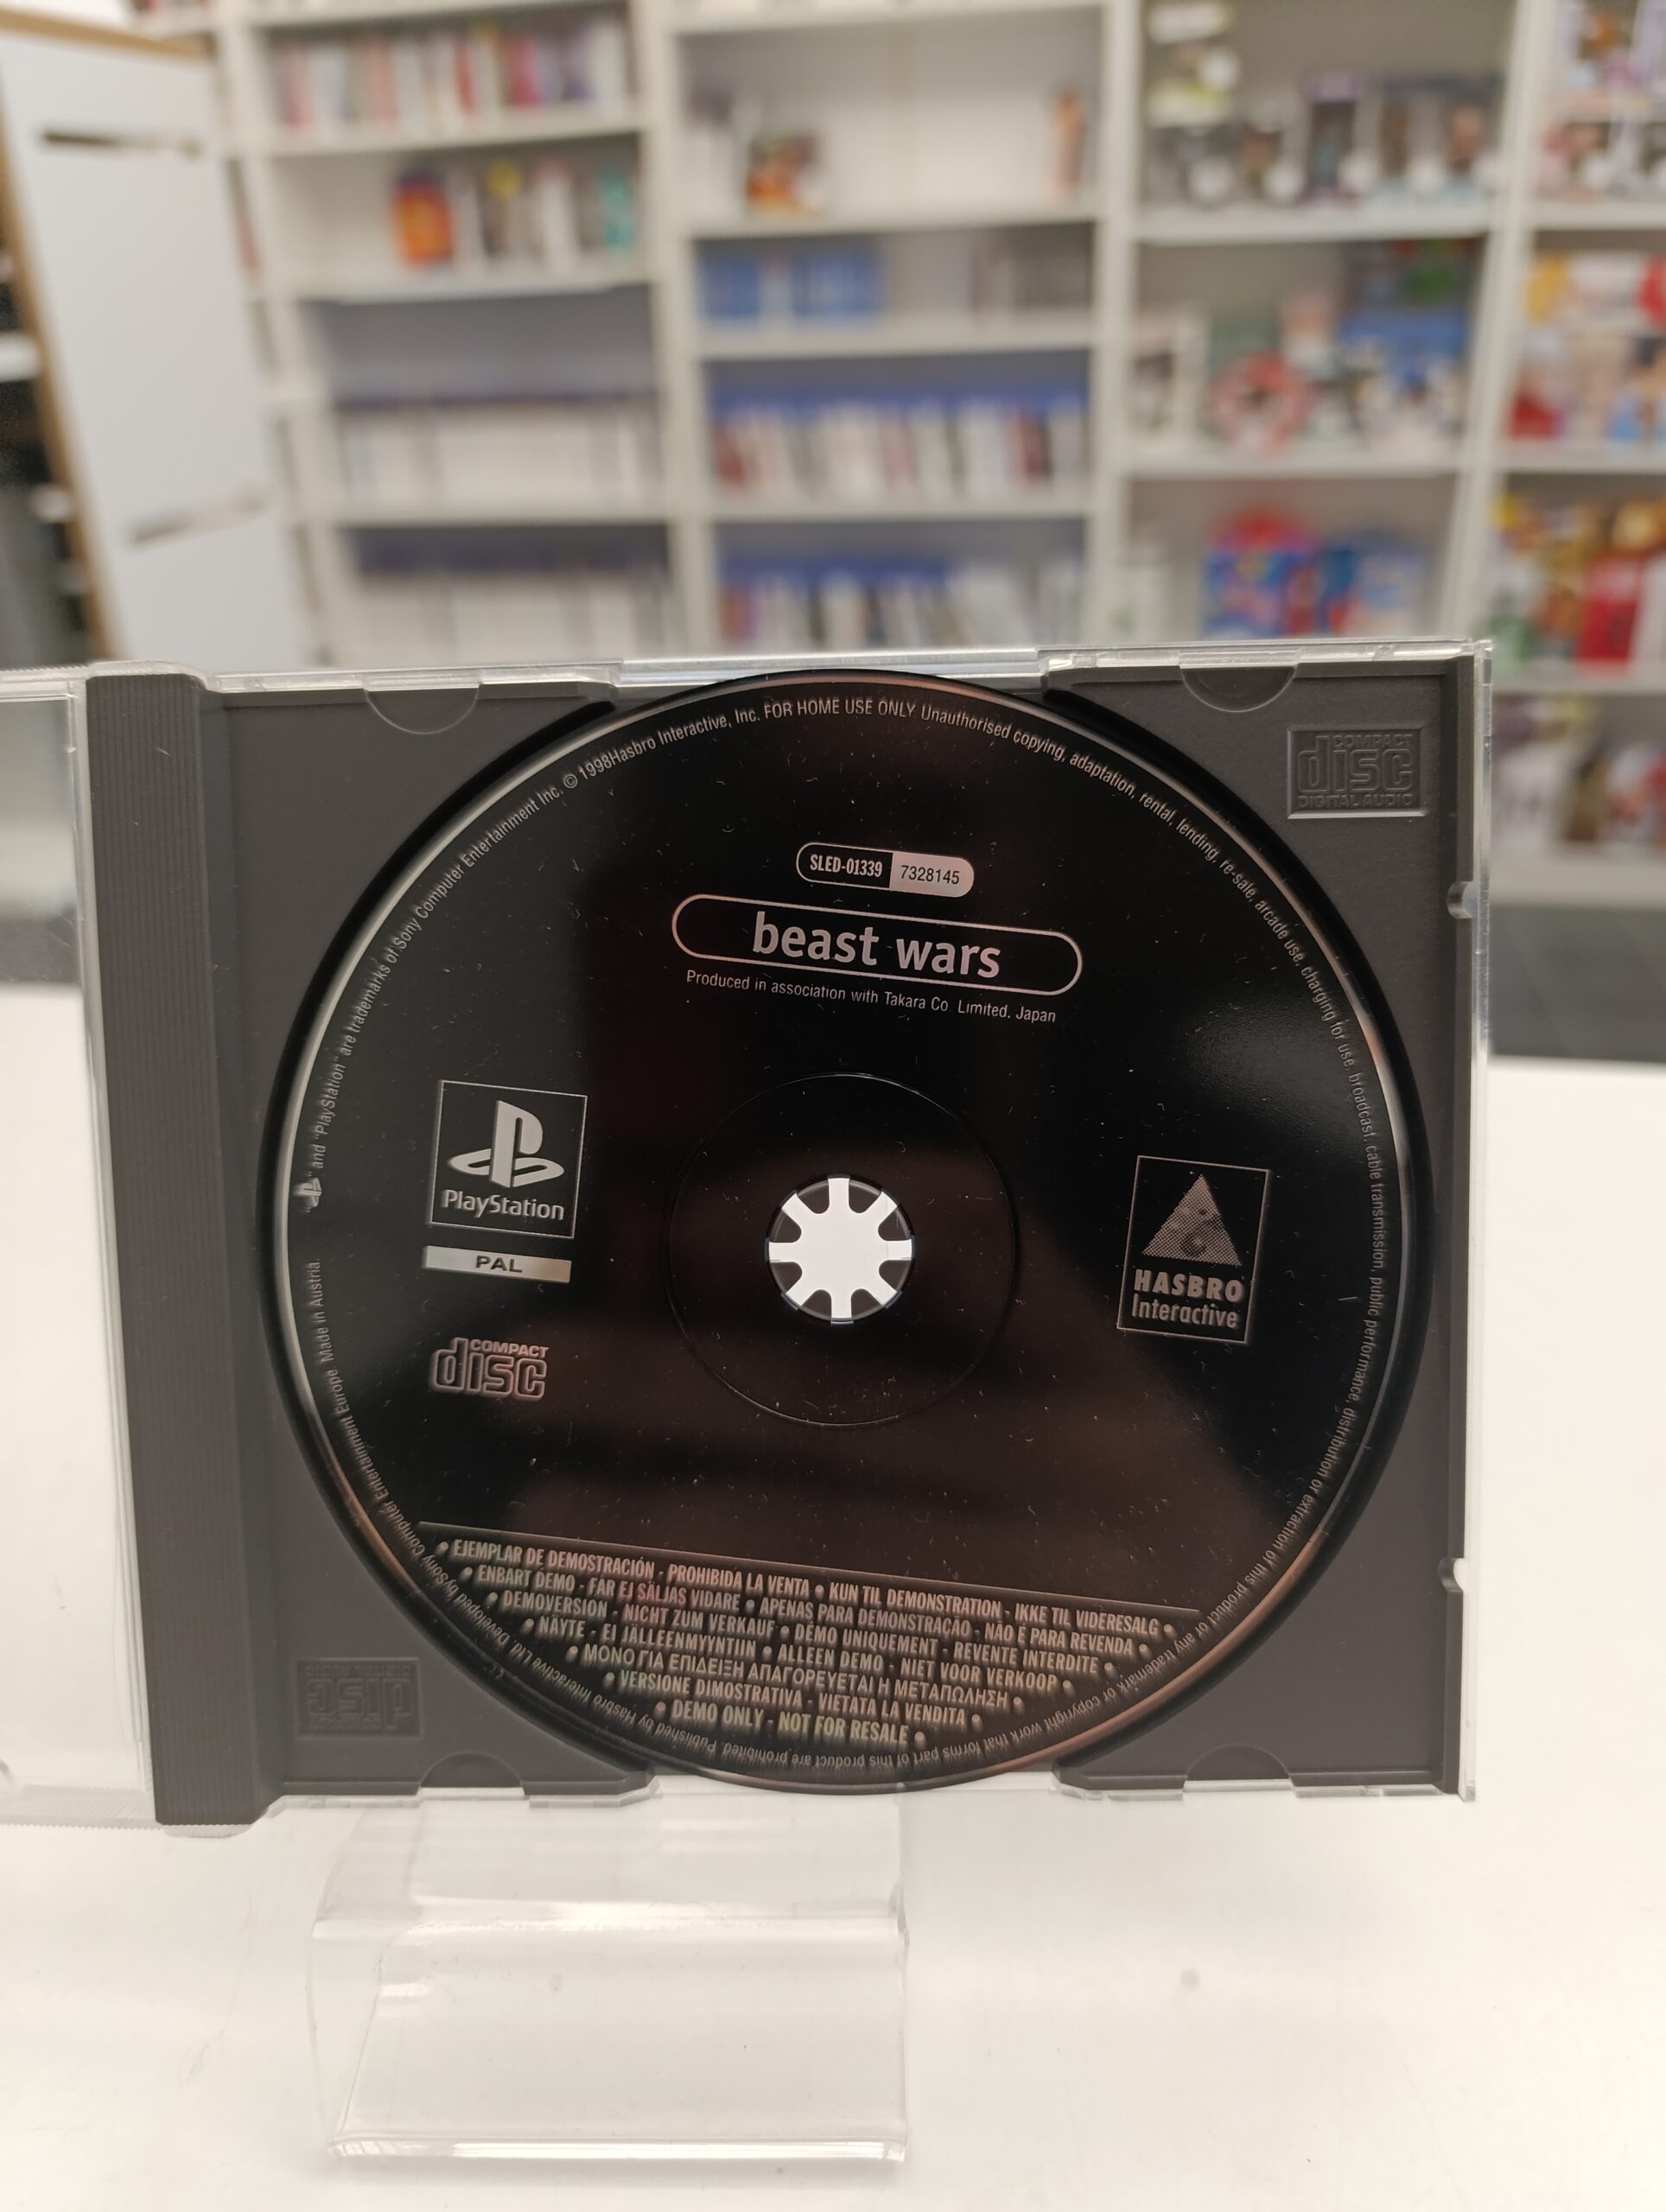 " and "PlayStation" are trademarks of Sony Computer Entertainment Inc. © 1998Hasbro Interactive, Inc. FOR HOME USE ONLY Unauthorised copying, adaptation, rental, lending, re-sale, arcade use, charging for use, broadcast, cable transmission, public performance, distribution or extraction of this product or any trademark or copyright work that forms part of this product are prohibited. Published by Hasbro Interactive Ltd. Developed by Sony Computer Entertainment Europe Made in Austria.
COMPACT
disc
DIGITAL AUDIO
SLED-01339 7328145
beast wars
Produced in association with Takara Co. Limited, Japan
PlayStation
PAL
HASBRO
Interactive
COMPACT
disc
• EJEMPLAR DE DEMOSTRACIÓN - PROHIBIDA LA VENTA • KUN TIL DEMONSTRATION - IKKE TIL VIDERESALG •
• ENBART DEMO - FAR EJ SÄLJAS VIDARE • APENAS PARA DEMONSTRACAO - NÃO É PARA REVENDA •
• DEMOVERSION - NICHT ZUM VERKAUF • DÉMO UNIQUEMENT - REVENTE INTERDITE •
• NÄYTE - EI JÄLLEENMYYNTIIN • ALLEEN DEMO - NIET VOOR VERKOOP •
• ΜΟΝΟ ΓΙΑ ΕΠΙΔΕΙΞΗ ΑΠΑΓΟΡΕΥΕΤΑΙ Η ΜΕΤΑΠΩΛΗΣΗ •
• VERSIONE DIMOSTRATIVA - VIETATA LA VENDITA •
• DEMO ONLY - NOT FOR RESALE •
disc